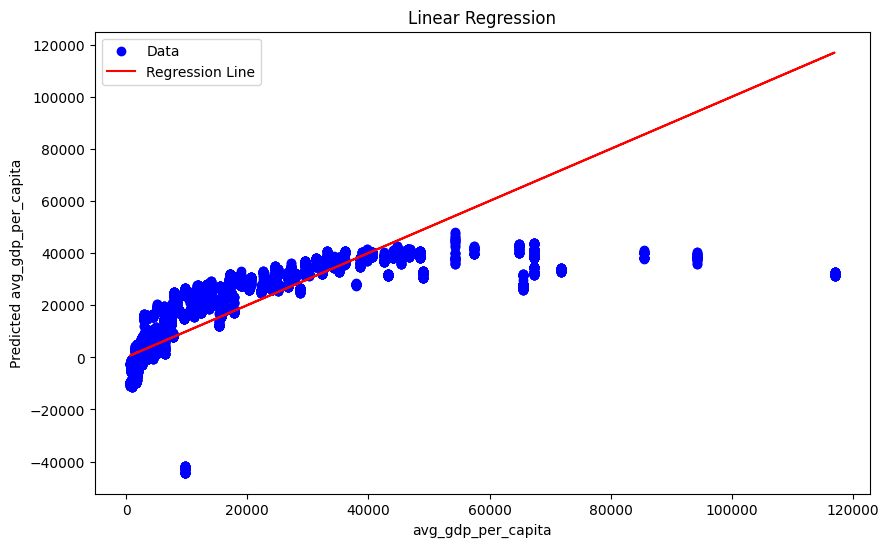 Linear Regression
Data
Regression Line
Predicted avg_gdp_per_capita
120000
100000
80000
60000
40000
20000
0
−20000
−40000
0 20000 40000 60000 80000 100000 120000
avg_gdp_per_capita